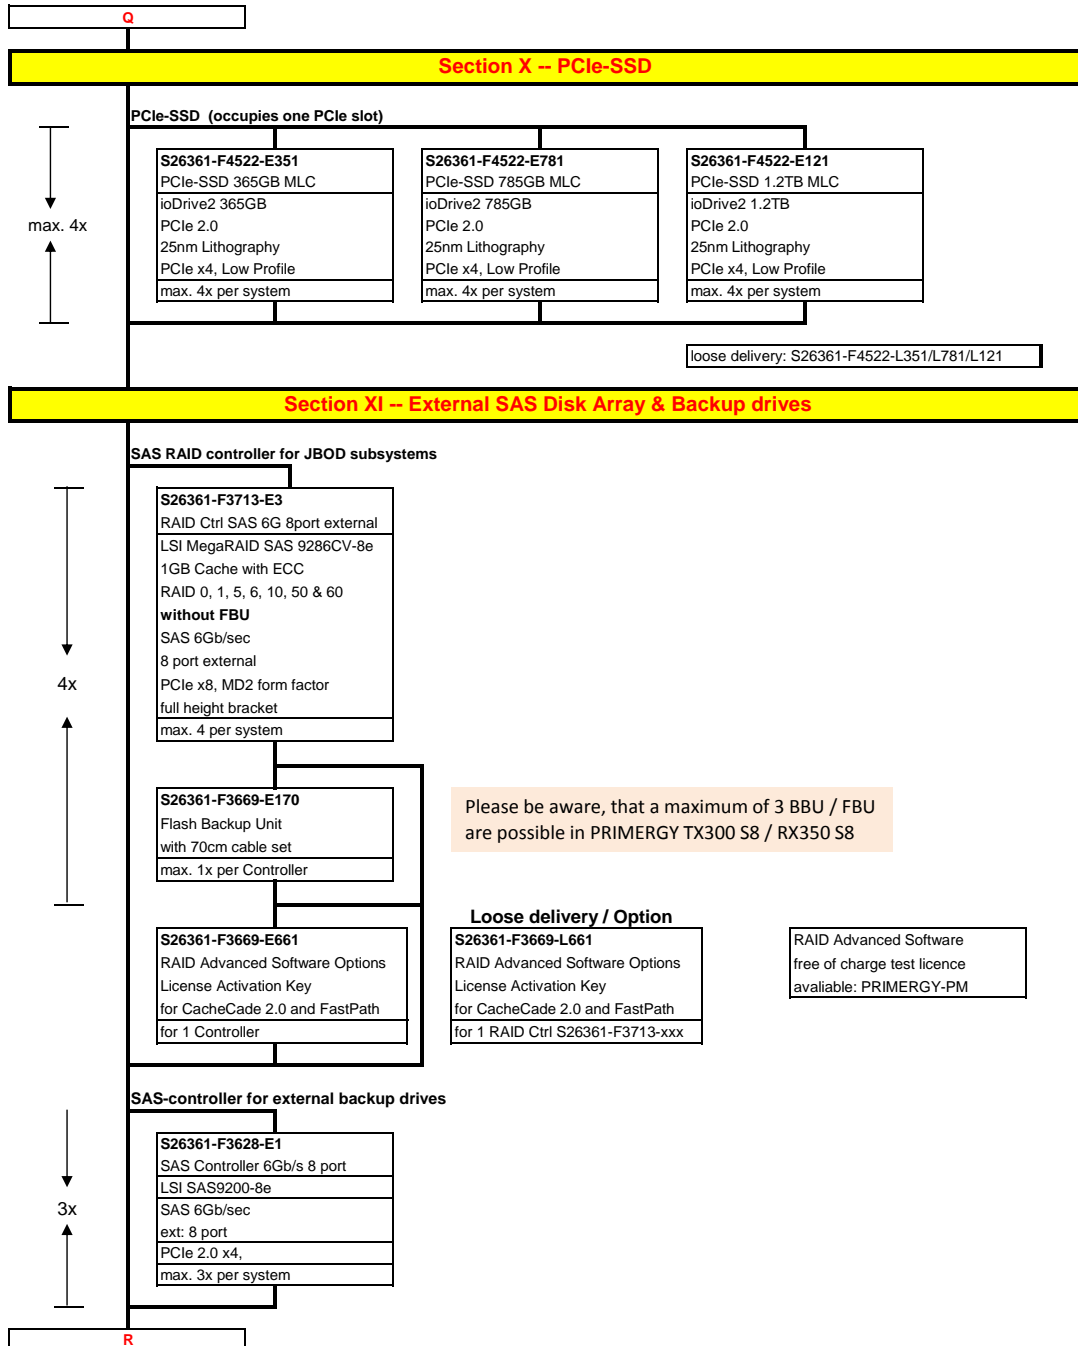 Q
Section X -- PCIe-SSD
PCIe-SSD  (occupies one PCIe slot)
S26361-F4522-E351
PCIe-SSD 365GB MLC
ioDrive2 365GB
PCIe 2.0
25nm Lithography
PCIe x4, Low Profile
max. 4x per system
S26361-F4522-E781
PCIe-SSD 785GB MLC
ioDrive2 785GB
PCIe 2.0
25nm Lithography
PCIe x4, Low Profile
max. 4x per system
S26361-F4522-E121
PCIe-SSD 1.2TB MLC
ioDrive2 1.2TB
PCIe 2.0
25nm Lithography
PCIe x4, Low Profile
max. 4x per system
max. 4x
loose delivery: S26361-F4522-L351/L781/L121
Section XI -- External SAS Disk Array & Backup drives
SAS RAID controller for JBOD subsystems
S26361-F3713-E3
RAID Ctrl SAS 6G 8port external
LSI MegaRAID SAS 9286CV-8e
1GB Cache with ECC
RAID 0, 1, 5, 6, 10, 50 & 60
without FBU
SAS 6Gb/sec
8 port external
PCIe x8, MD2 form factor
full height bracket
max. 4 per system
4x
S26361-F3669-E170
Flash Backup Unit
with 70cm cable set
max. 1x per Controller
Please be aware, that a maximum of 3 BBU / FBU
are possible in PRIMERGY TX300 S8 / RX350 S8
S26361-F3669-E661
RAID Advanced Software Options
License Activation Key
for CacheCade 2.0 and FastPath
for 1 Controller
Loose delivery / Option
S26361-F3669-L661
RAID Advanced Software Options
License Activation Key
for CacheCade 2.0 and FastPath
for 1 RAID Ctrl S26361-F3713-xxx
RAID Advanced Software
free of charge test licence
avaliable: PRIMERGY-PM
SAS-controller for external backup drives
S26361-F3628-E1
SAS Controller 6Gb/s 8 port
LSI SAS9200-8e
SAS 6Gb/sec
ext: 8 port
PCIe 2.0 x4,
max. 3x per system
3x
R